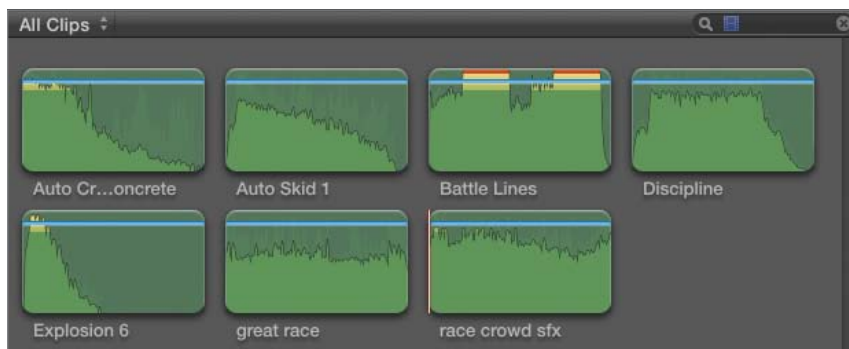 All Clips
Auto Cr...oncrete
Auto Skid 1
Battle Lines
Discipline
Explosion 6
great race
race crowd sfx